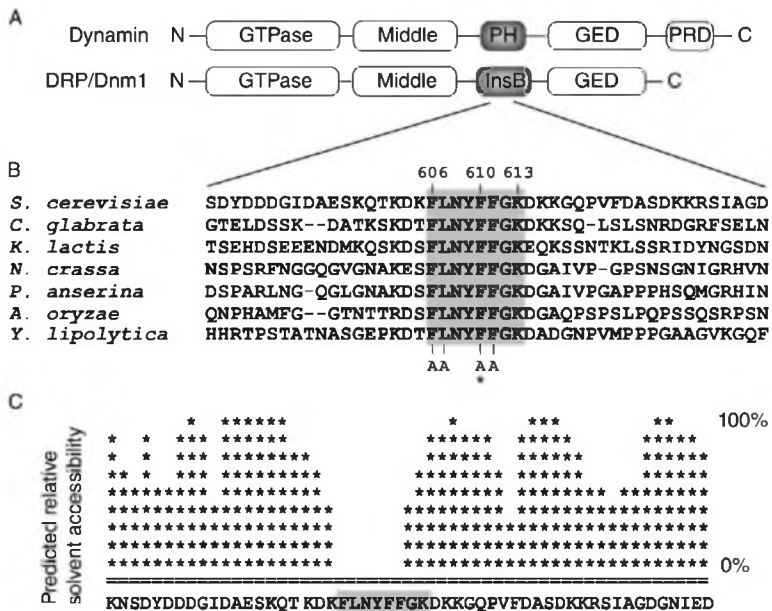 A
Dynamin N GTPase Middle PH GED PRD C
DRP/Dnm1 N GTPase Middle InsB GED C
B
606 610 613
S. cerevisiae SDYDDDGIDAESKQTKDKFLNYFFGKDKKGQPVFDASDKKRSIAGD
C. glabrata GTELDSSK--DATKSKDTFLNYFFGKDKKSQ-LSLSNRDGRFSELN
K. lactis TSEHDSEEENDMKQSKDSFLNYFFGKEQKSSNTKLSSRIDYNGSDN
N. crassa NSPSRFNGGQGVGNAKESFLNYFFGKDGAIVP-GPSNSGNIGRHVN
P. anserina DSPARLNG-QGLGNAKDSFLNYFFGKDGAIVPGAPPPHSQMGRHIN
A. oryzae QNPHAMFG--GTNTTRDSFLNYFFGKDGAQPSPSLPQPSSQSRPSN
Y. lipolytica HHRTPSTATNASGEPKDTFLNYFFGKDADGNPVMPPPGAAGVKGQF
AA AA
*
C
Predicted relative
solvent accessibility
100%
0%
KNSDYDDDGIDAESKQTKDKFLNYFFGKDKKGQPVFDASDKKRSIAGDGNIED